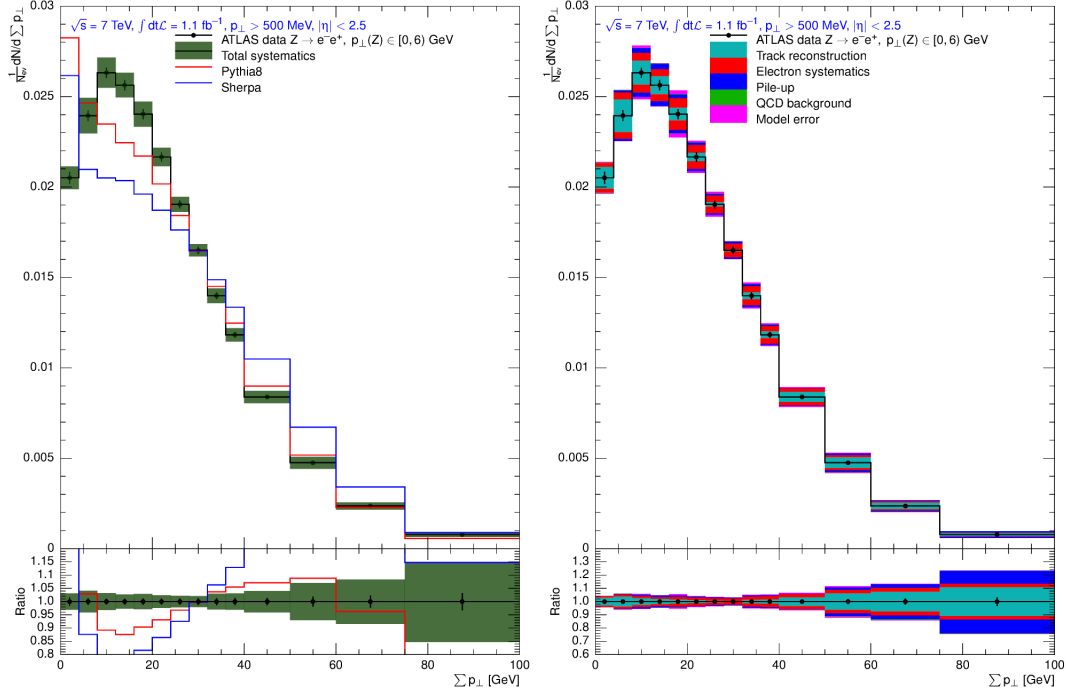 √s = 7 TeV, ∫ dtℒ = 1.1 fb⁻¹, p⊥ > 500 MeV, |η| < 2.5
ATLAS data Z → e⁻e⁺, p⊥(Z) ∈ [0, 6) GeV
Total systematics
Pythia8
Sherpa
1/N_ev dN/d ∑ p⊥
0.03
0.025
0.02
0.015
0.01
0.005
0
Ratio
1.15
1.1
1.05
1.0
0.95
0.9
0.85
0.8
0 20 40 60 80 100
∑ p⊥ [GeV]
√s = 7 TeV, ∫ dtℒ = 1.1 fb⁻¹, p⊥ > 500 MeV, |η| < 2.5
ATLAS data Z → e⁻e⁺, p⊥(Z) ∈ [0, 6) GeV
Track reconstruction
Electron systematics
Pile-up
QCD background
Model error
1/N_ev dN/d ∑ p⊥
0.03
0.025
0.02
0.015
0.01
0.005
0
Ratio
1.3
1.2
1.1
1.0
0.9
0.8
0.7
0.6
0 20 40 60 80 100
∑ p⊥ [GeV]